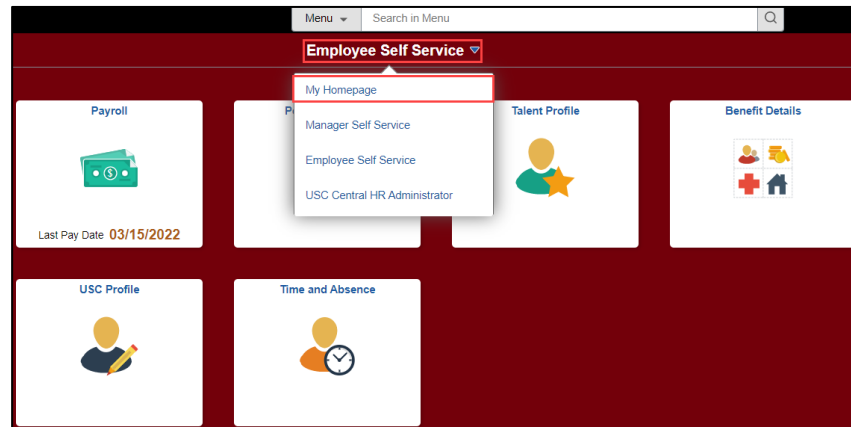 Menu
Search in Menu
Employee Self Service
My Homepage
Manager Self Service
Employee Self Service
USC Central HR Administrator
Payroll
Last Pay Date 03/15/2022
Talent Profile
Benefit Details
USC Profile
Time and Absence